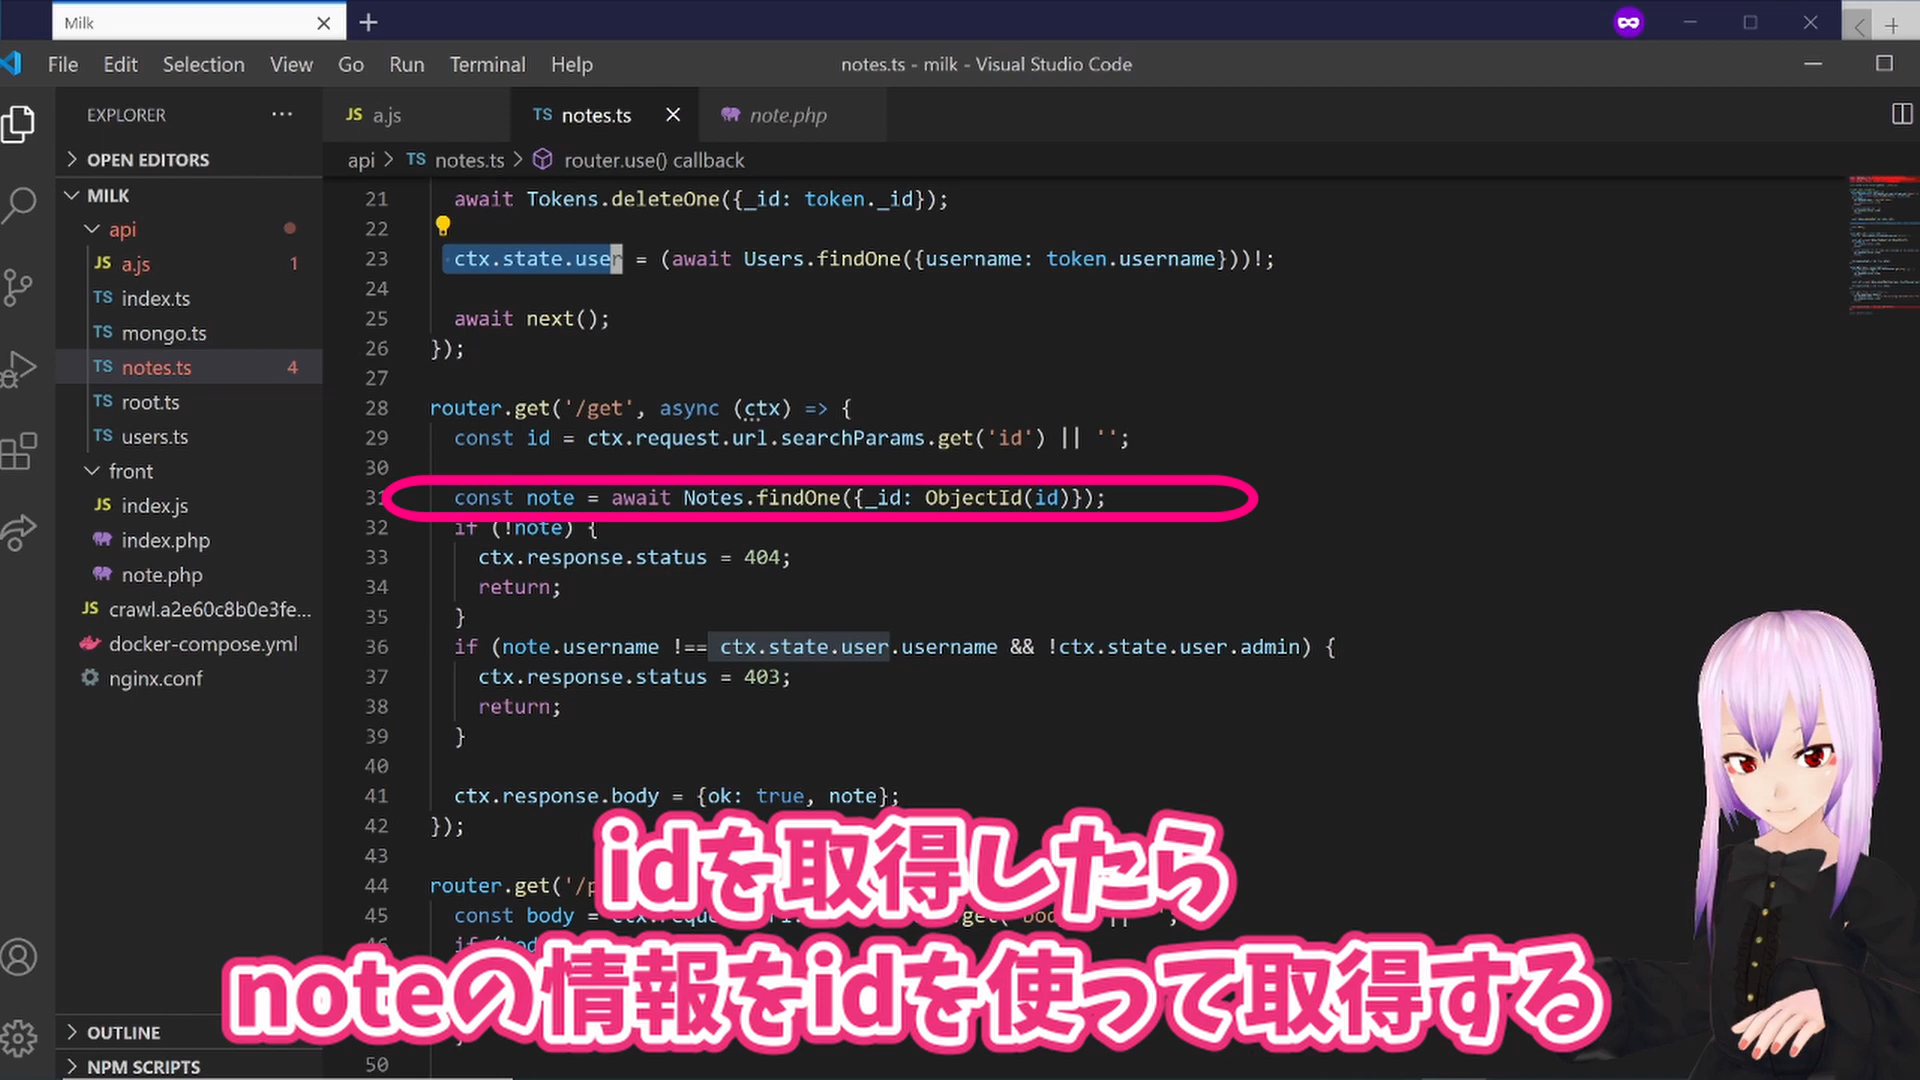 Milk
File Edit Selection View Go Run Terminal Help
notes.ts - milk - Visual Studio Code
EXPLORER
JS a.js
TS notes.ts
note.php
OPEN EDITORS
api > TS notes.ts > router.use() callback
MILK
api
JS a.js 1
TS index.ts
TS mongo.ts
TS notes.ts 4
TS root.ts
TS users.ts
front
JS index.js
index.php
note.php
JS crawl.a2e60c8b0e3fe...
docker-compose.yml
nginx.conf
OUTLINE
NPM SCRIPTS
21 await Tokens.deleteOne({_id: token._id});
22
23 ctx.state.user = (await Users.findOne({username: token.username}))!;
24
25 await next();
26 });
27
28 router.get('/get', async (ctx) => {
29 const id = ctx.request.url.searchParams.get('id') || '';
30
31 const note = await Notes.findOne({_id: ObjectId(id)});
32 if (!note) {
33 ctx.response.status = 404;
34 return;
35 }
36 if (note.username !== ctx.state.user.username && !ctx.state.user.admin) {
37 ctx.response.status = 403;
38 return;
39 }
40
41 ctx.response.body = {ok: true, note};
42 });
43
44 router.get('/
45 const body =
50
idを取得したら
noteの情報をidを使って取得する